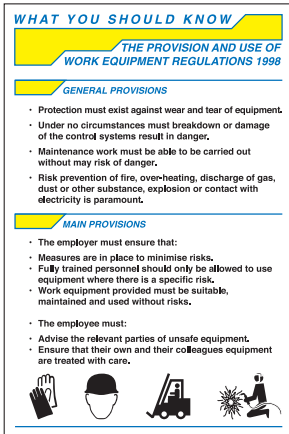 WHAT YOU SHOULD KNOW
THE PROVISION AND USE OF
WORK EQUIPMENT REGULATIONS 1998
GENERAL PROVISIONS
· Protection must exist against wear and tear of equipment.
· Under no circumstances must breakdown or damage
of the control systems result in danger.
· Maintenance work must be able to be carried out
without may risk of danger.
· Risk prevention of fire, over-heating, discharge of gas,
dust or other substance, explosion or contact with
electricity is paramount.
MAIN PROVISIONS
· The employer must ensure that:
· Measures are in place to minimise risks.
· Fully trained personnel should only be allowed to use
equipment where there is a specific risk.
· Work equipment provided must be suitable,
maintained and used without risks.
· The employee must:
· Advise the relevant parties of unsafe equipment.
· Ensure that their own and their colleagues equipment
are treated with care.